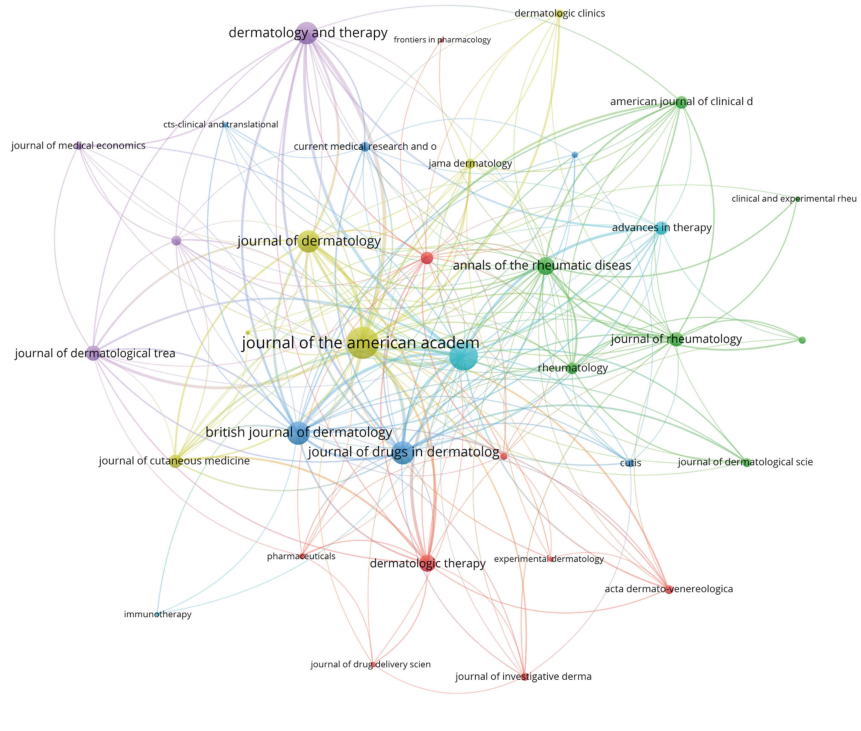 dermatologic clinics
dermatology and therapy
frontiers in pharmacology
american journal of clinical d
cts-clinical and translational
journal of medical economics
current medical research and o
jama dermatology
clinical and experimental rheu
advances in therapy
journal of dermatology
annals of the rheumatic diseas
journal of the american academ
journal of rheumatology
journal of dermatological trea
rheumatology
british journal of dermatology
journal of drugs in dermatolog
journal of cutaneous medicine
cutis
journal of dermatological scie
pharmaceuticals
dermatologic therapy
experimental dermatology
acta dermato-venereologica
immunotherapy
journal of drug delivery scien
journal of investigative derma